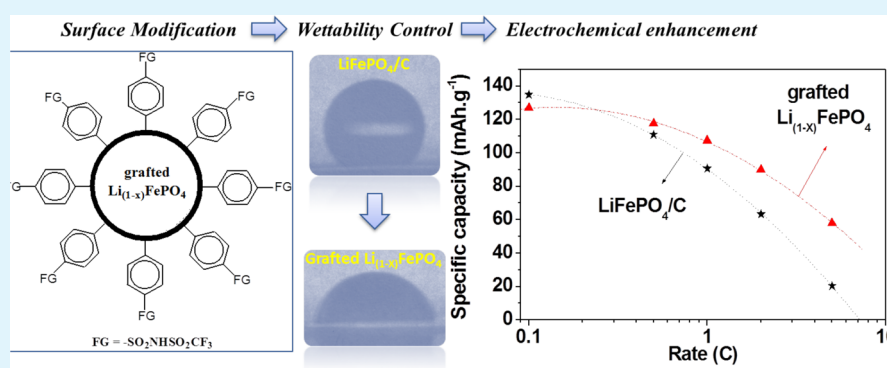 Surface Modification Wettability Control Electrochemical enhancement
FG
FG
FG
G
FG
FG
FG
FG
grafted
Li(1-x)FePO4
FG = -SO2NHSO2CF3
LiFePO4/C
Grafted Li(1-x)FePO4
Specific capacity (mAh.g-1)
140
120
100
80
60
40
20
0
grafted
Li(1-X)FePO4
LiFePO4/C
0.1
1
10
Rate (C)